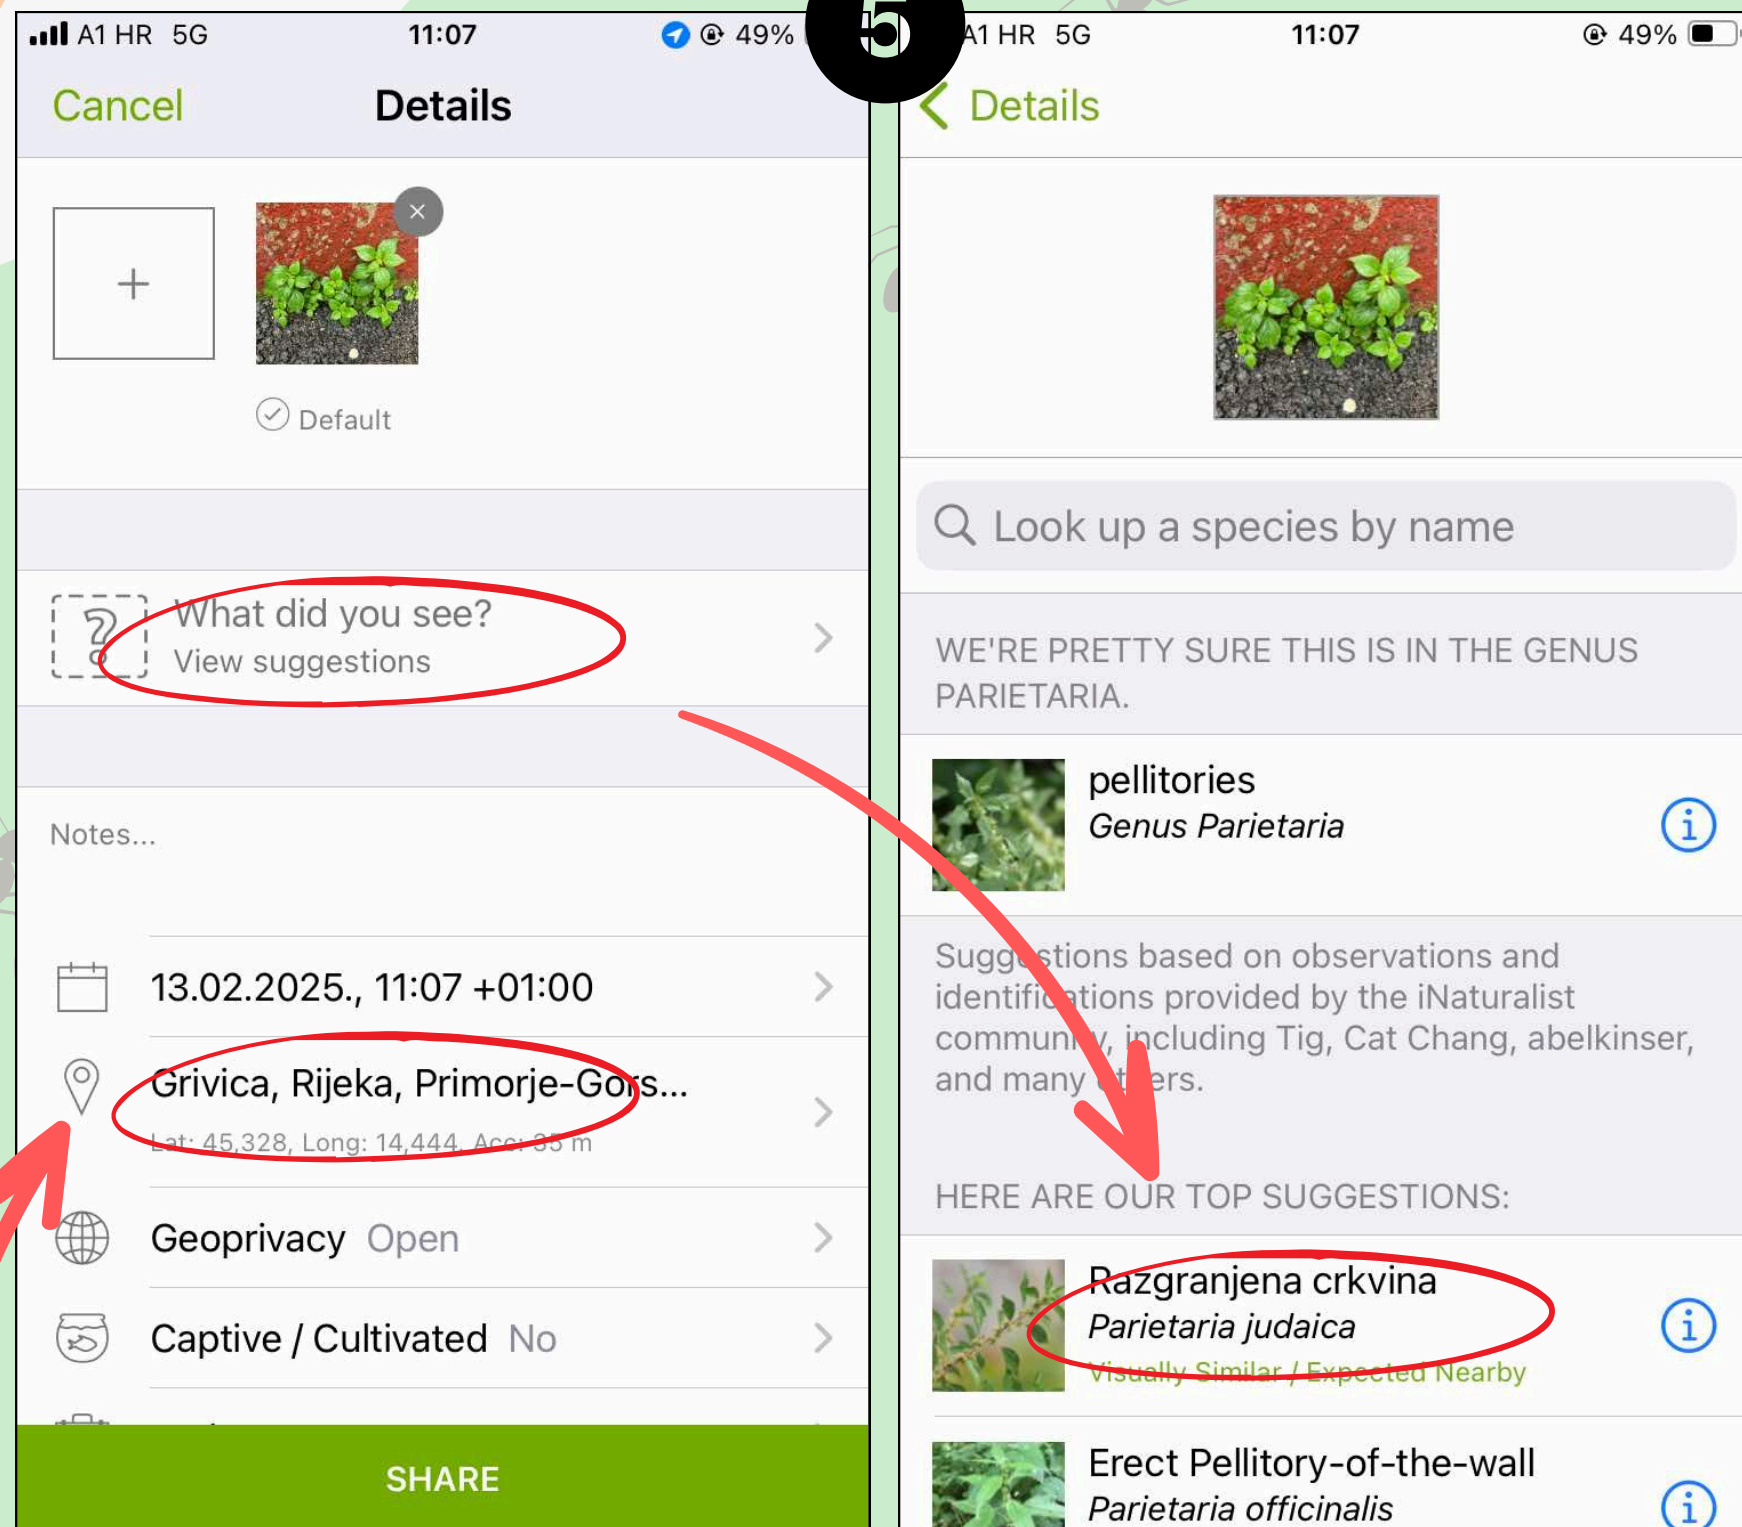 5
A1 HR 5G 11:07 49%
Cancel Details
Default
What did you see?
View suggestions
Notes...
13.02.2025., 11:07 +01:00
Grivica, Rijeka, Primorje-Gors...
Lat: 45,328, Long: 14,444, Acc: 35 m
Geoprivacy Open
Captive / Cultivated No
SHARE
A1 HR 5G 11:07 49%
Details
Look up a species by name
WE'RE PRETTY SURE THIS IS IN THE GENUS
PARIETARIA.
pellitories
Genus Parietaria
Suggestions based on observations and
identifications provided by the iNaturalist
community, including Tig, Cat Chang, abelkinser,
and many others.
HERE ARE OUR TOP SUGGESTIONS:
Razgranjena crkvina
Parietaria judaica
Visually Similar / Expected Nearby
Erect Pellitory-of-the-wall
Parietaria officinalis